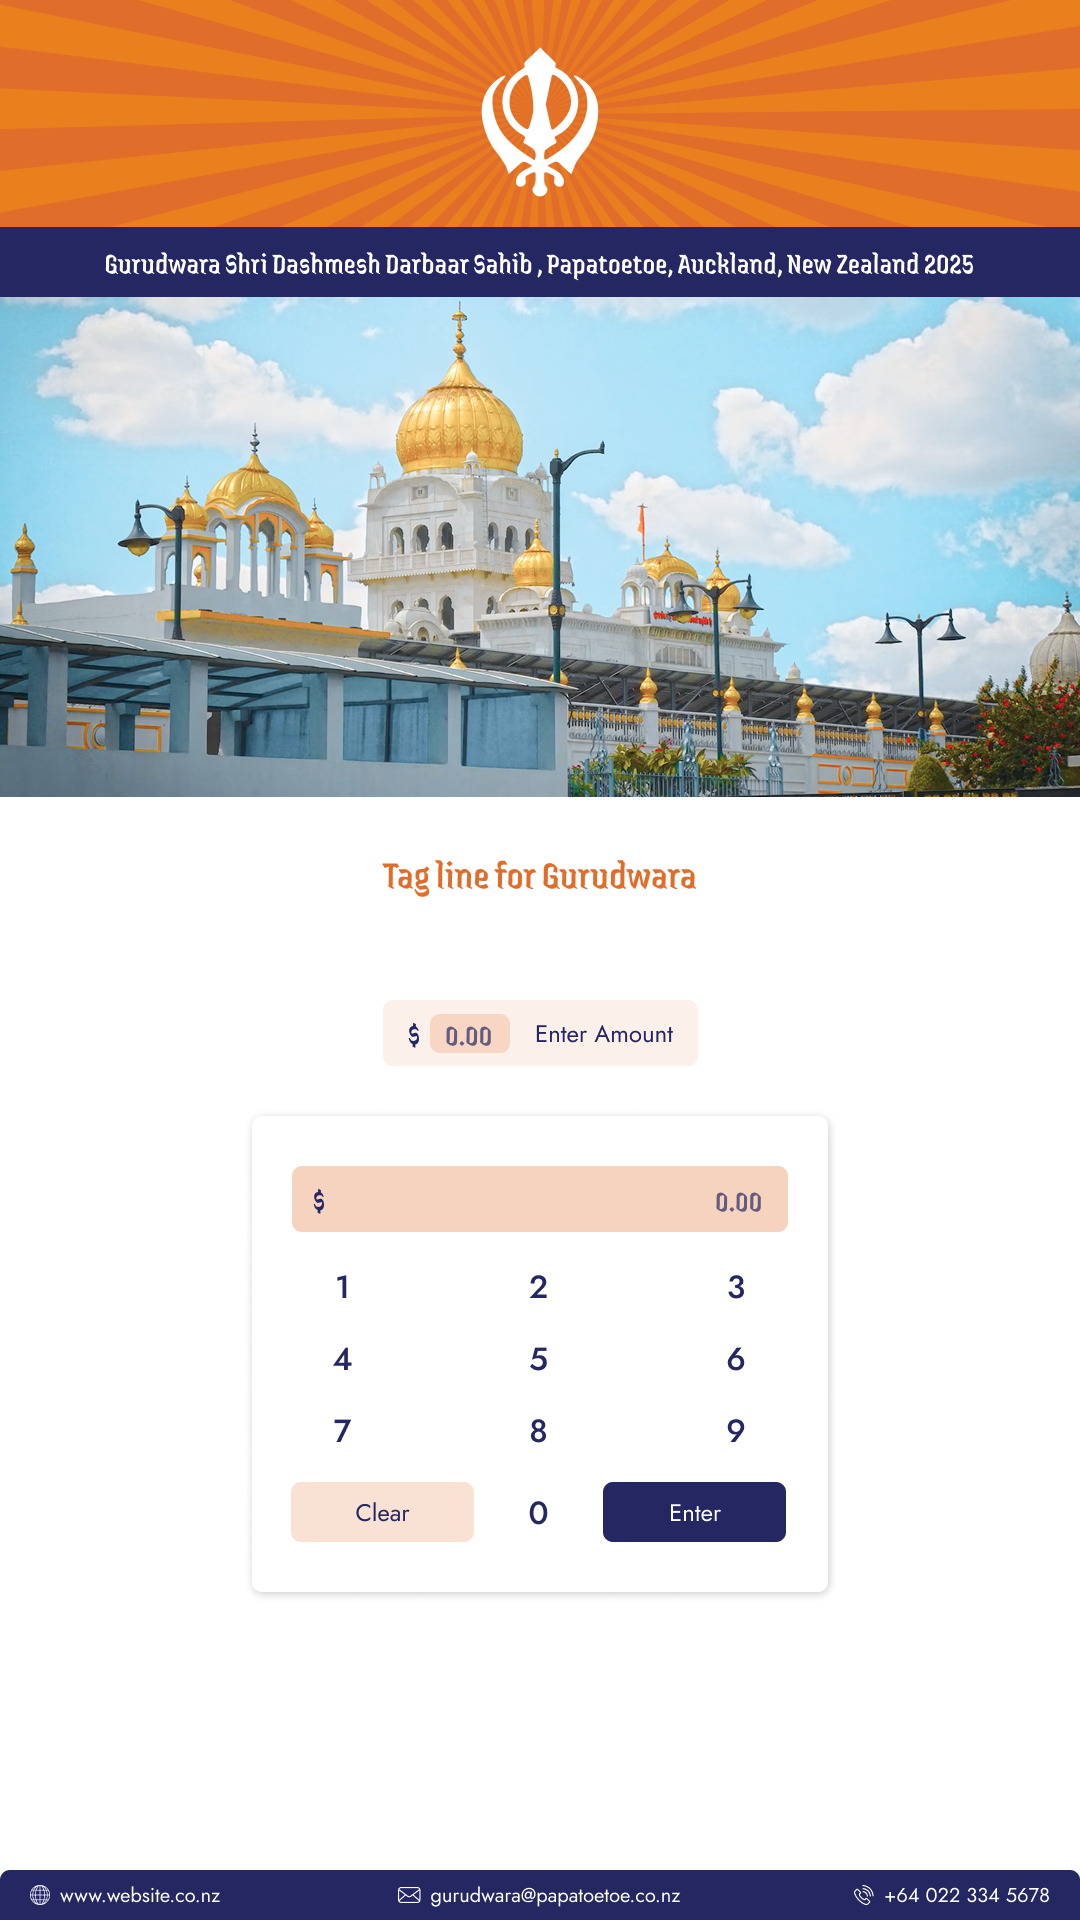 Gurudwara Shri Dashmesh Darbaar Sahib , Papatoetoe, Auckland, New Zealand 2025
Tag line for Gurudwara
$ 0.00 Enter Amount
$ 0.00
1 2 3
4 5 6
7 8 9
Clear 0 Enter
www.website.co.nz gurudwara@papatoetoe.co.nz +64 022 334 5678